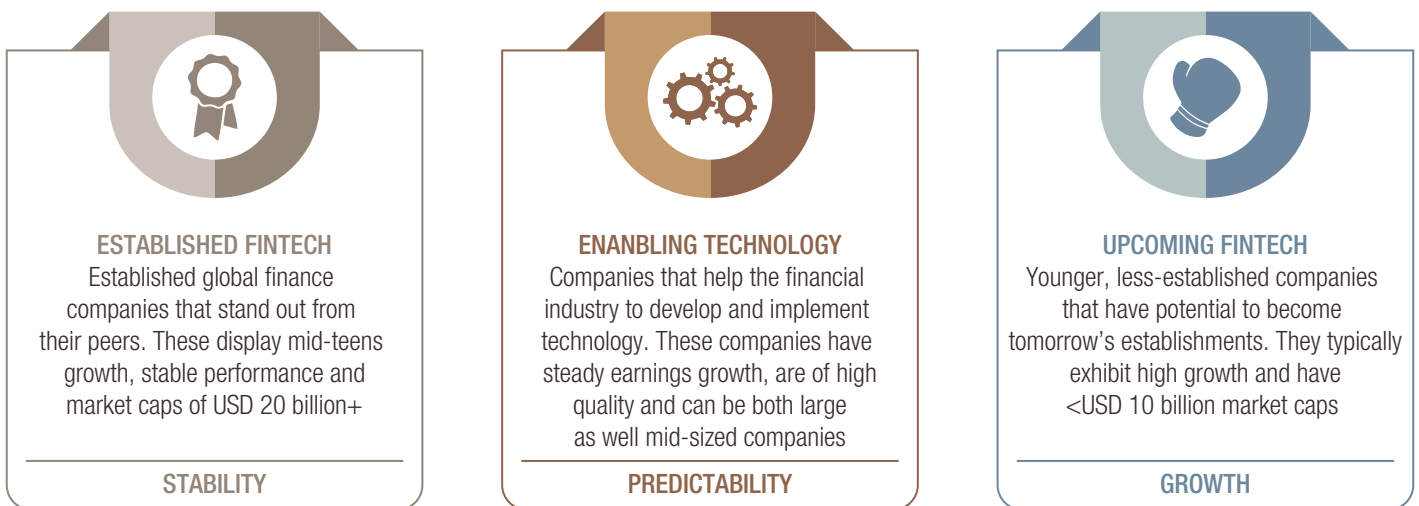 ESTABLISHED FINTECH
Established global finance
companies that stand out from
their peers. These display mid-teens
growth, stable performance and
market caps of USD 20 billion+
STABILITY
ENANBLING TECHNOLOGY
Companies that help the financial
industry to develop and implement
technology. These companies have
steady earnings growth, are of high
quality and can be both large
as well mid-sized companies
PREDICTABILITY
UPCOMING FINTECH
Younger, less-established companies
that have potential to become
tomorrow’s establishments. They typically
exhibit high growth and have
<USD 10 billion market caps
GROWTH